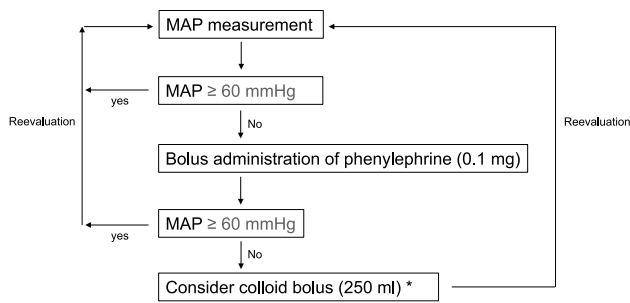 MAP measurement
MAP ≥ 60 mmHg
yes
Reevaluation
Reevaluation
No
Bolus administration of phenylephrine (0.1 mg)
MAP ≥ 60 mmHg
yes
No
Consider colloid bolus (250 ml) *